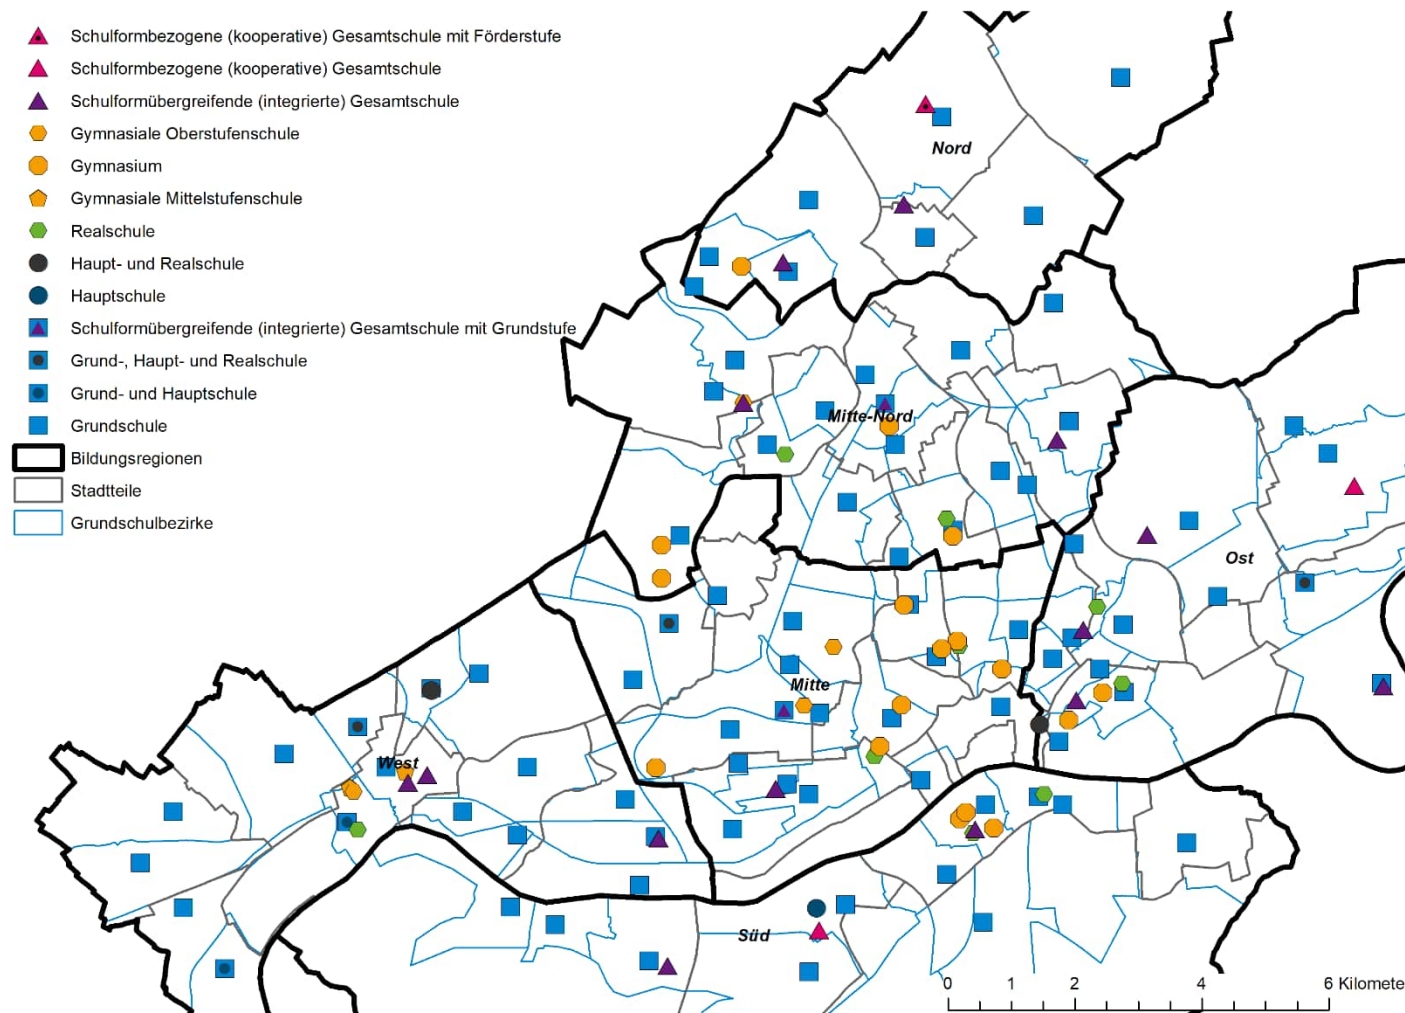 Schulformbezogene (kooperative) Gesamtschule mit Förderstufe
Schulformbezogene (kooperative) Gesamtschule
Schulformübergreifende (integrierte) Gesamtschule
Gymnasiale Oberstufenschule
Gymnasium
Gymnasiale Mittelstufenschule
Realschule
Haupt- und Realschule
Hauptschule
Schulformübergreifende (integrierte) Gesamtschule mit Grundstufe
Grund-, Haupt- und Realschule
Grund- und Hauptschule
Grundschule
Bildungsregionen
Stadtteile
Grundschulbezirke
Nord
Mitte-Nord
Ost
Mitte
West
Süd
0 1 2 4 6 Kilomete